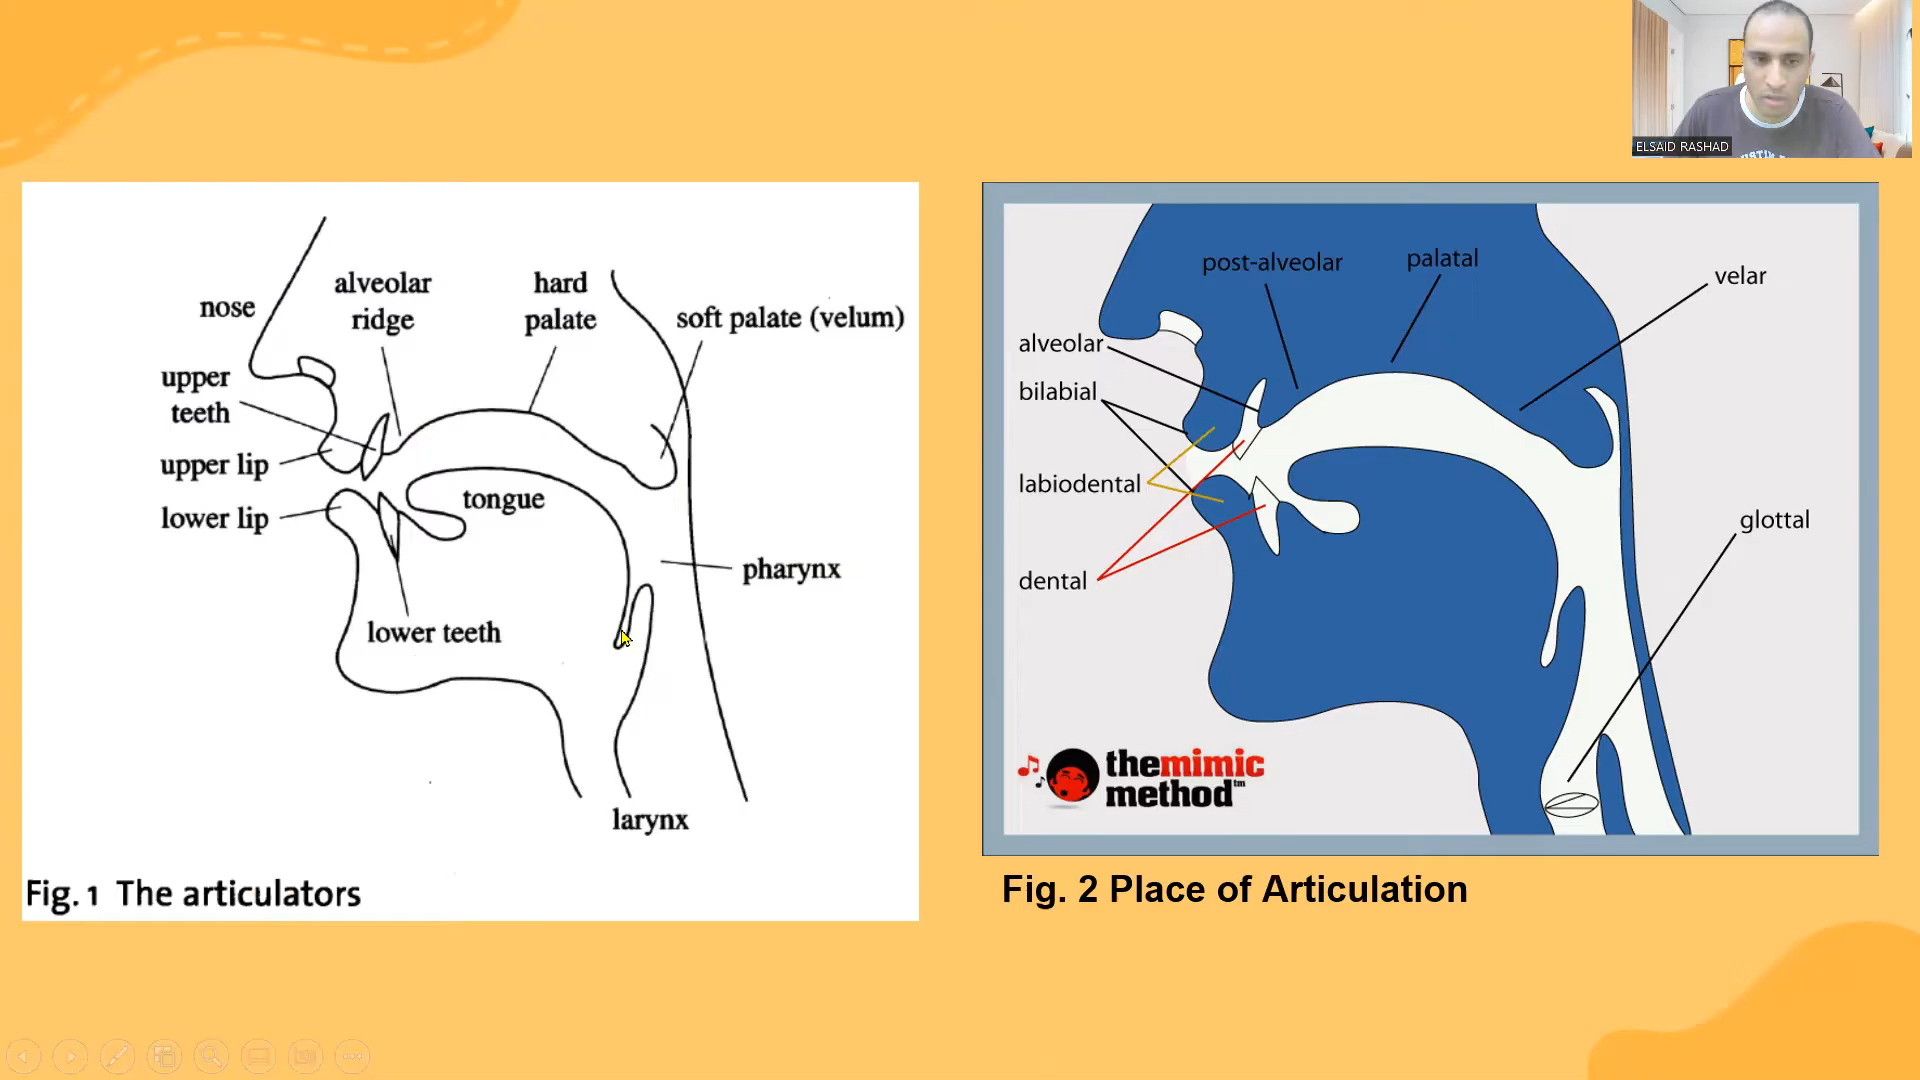 ELSAID RASHAD
nose
alveolar
ridge
hard
palate
soft palate (velum)
upper
teeth
upper lip
lower lip
tongue
pharynx
lower teeth
larynx
Fig. 1 The articulators
post-alveolar
palatal
velar
alveolar
bilabial
labiodental
glottal
dental
themimic
method™
Fig. 2 Place of Articulation